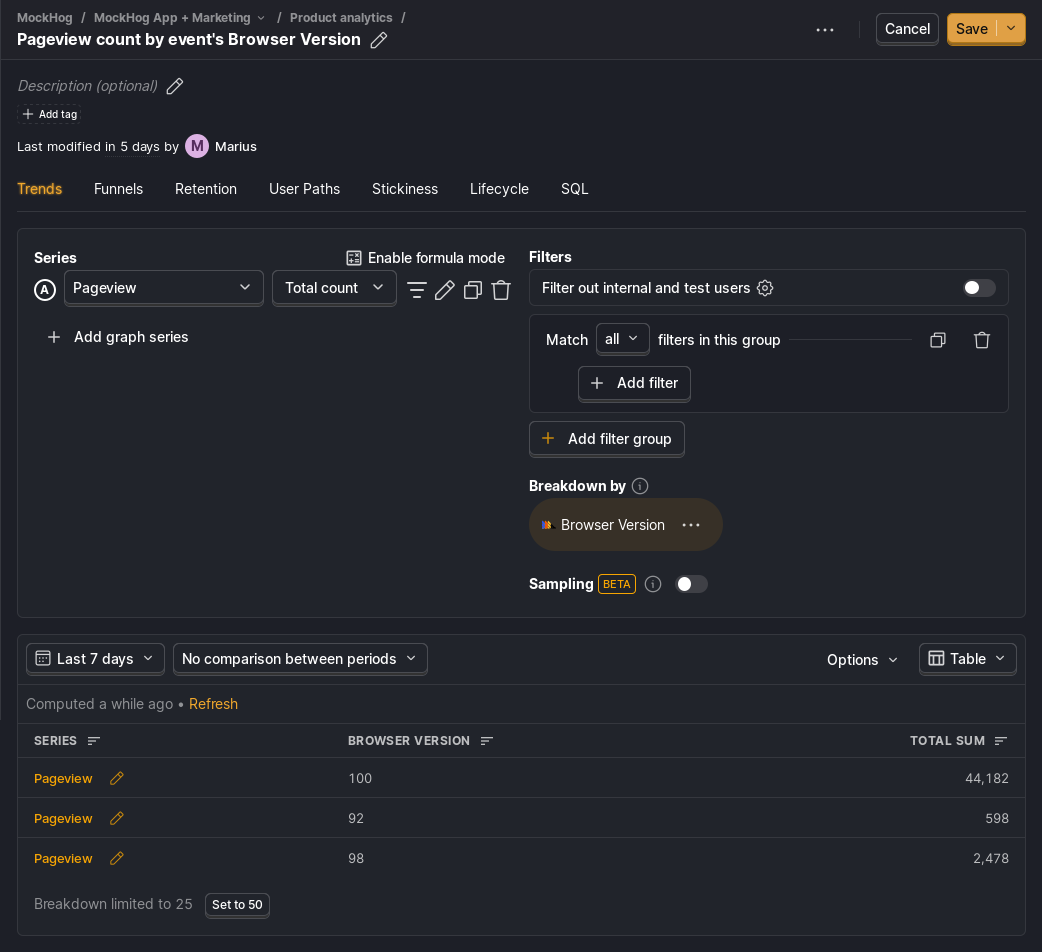 MockHog / MockHog App + Marketing / Product analytics /
Pageview count by event's Browser Version
Cancel
Save
Description (optional)
Add tag
Last modified in 5 days by M Marius
Trends Funnels Retention User Paths Stickiness Lifecycle SQL
Series
Enable formula mode
A Pageview Total count
Add graph series
Filters
Filter out internal and test users
Match all filters in this group
Add filter
Add filter group
Breakdown by
Browser Version
Sampling BETA
Last 7 days No comparison between periods Options Table
Computed a while ago • Refresh
SERIES BROWSER VERSION TOTAL SUM
Pageview 100 44,182
Pageview 92 598
Pageview 98 2,478
Breakdown limited to 25 Set to 50